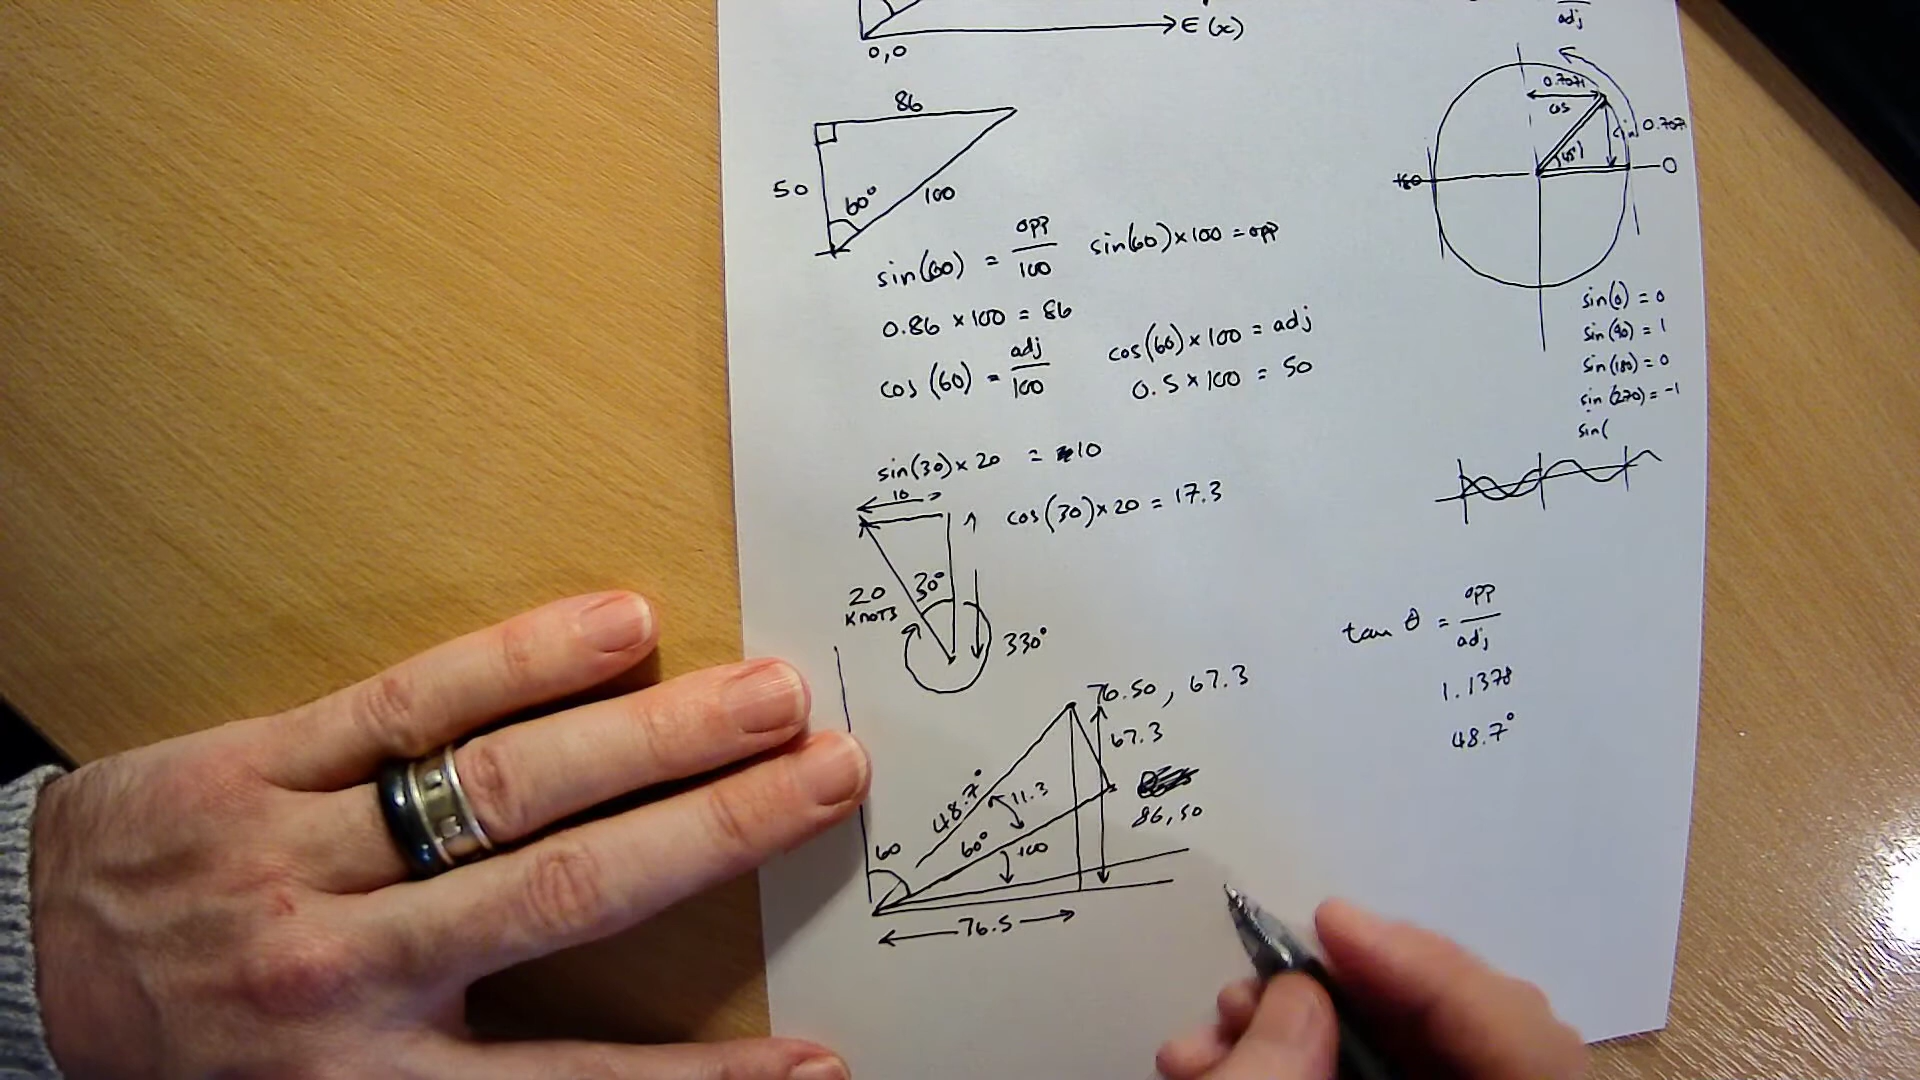 E (x)
0,0
adj
86
50
60°
100
sin(60) = opp / 100
sin(60) x 100 = opp
0.86 x 100 = 86
cos (60) = adj / 100
cos(60) x 100 = adj
0.5 x 100 = 50
sin(30) x 20 = 10
10
cos(30) x 20 = 17.3
20
KNOTS
30°
330°
76.50, 67.3
67.3
86,50
48.7°
11.3
60°
60
100
76.5
0.7071
cos
0.707
45
180
0
sin(0) = 0
sin(90) = 1
sin(180) = 0
sin(270) = -1
sin(
tan θ = opp / adj
1.1378
48.7°